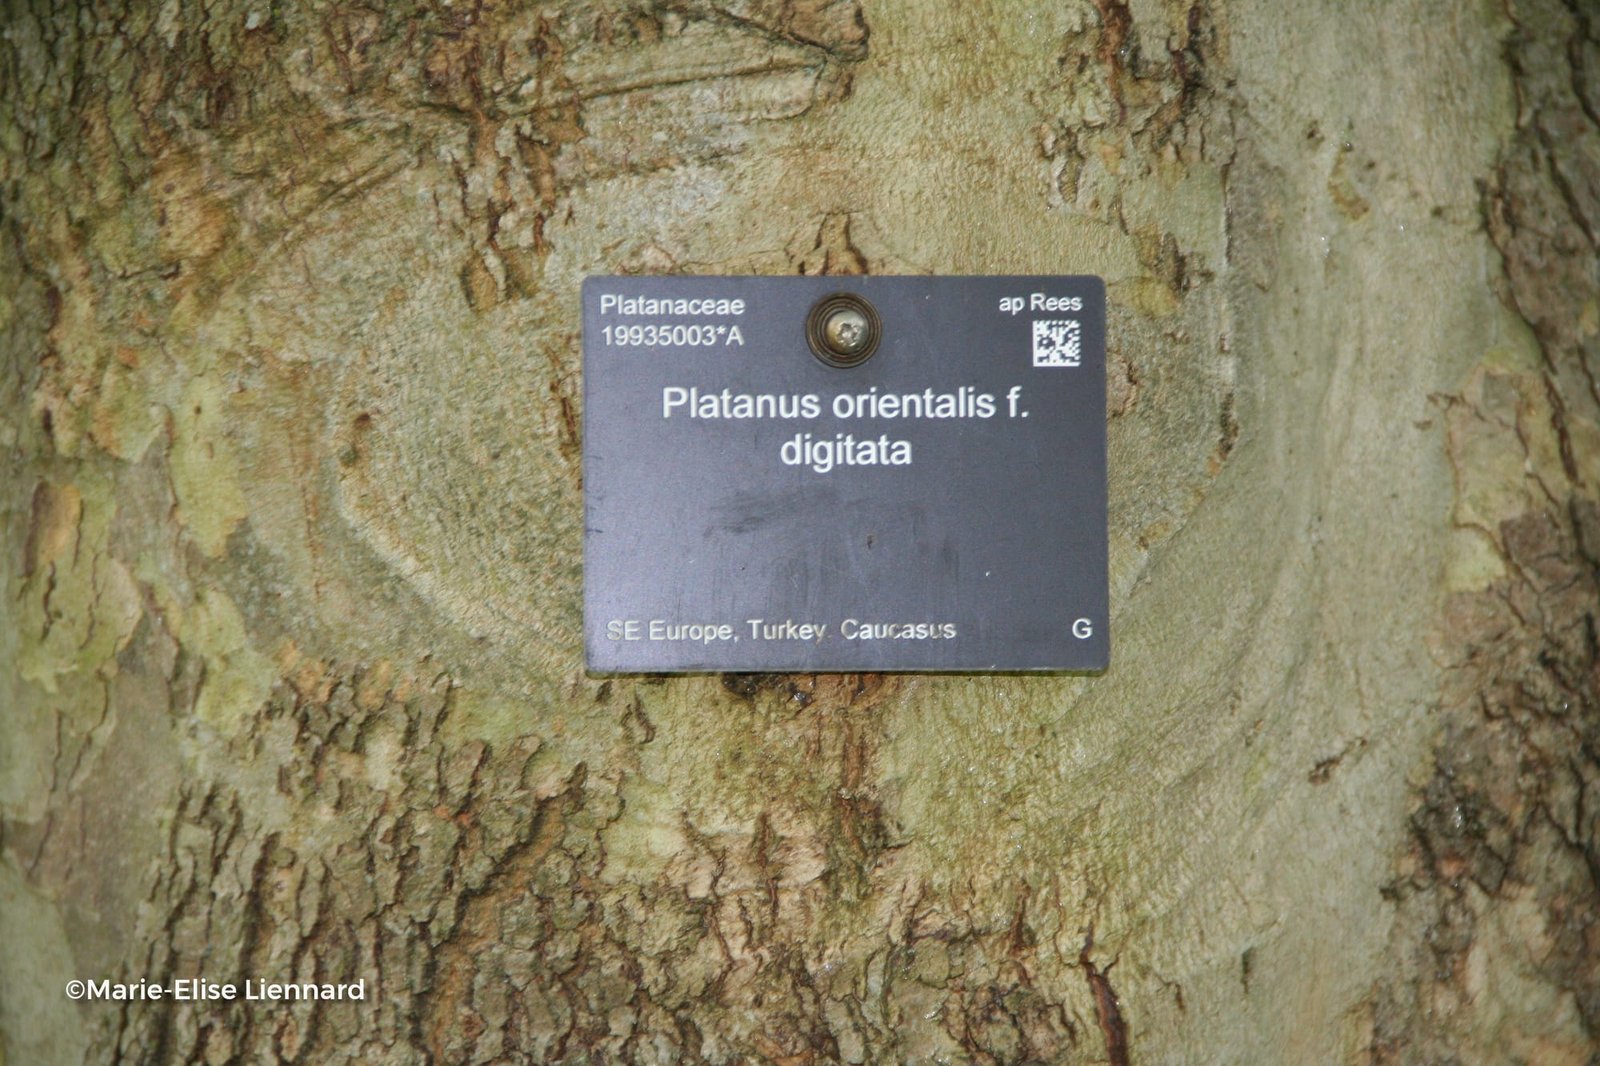 Platanaceae
ap Rees
19935003*A
Platanus orientalis f.
digitata
SE Europe, Turkey. Caucasus
G
©Marie-Elise Liennard